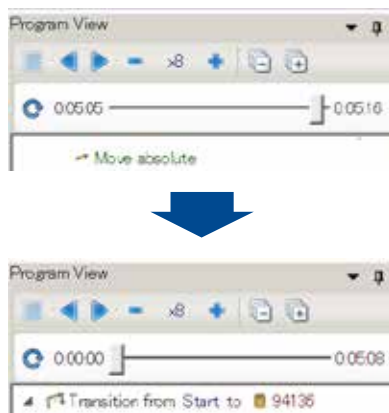 Program View
x8
0:05:05 0:05:16
Move absolute
Program View
x8
0:00:00 0:05:08
Transition from Start to 94136